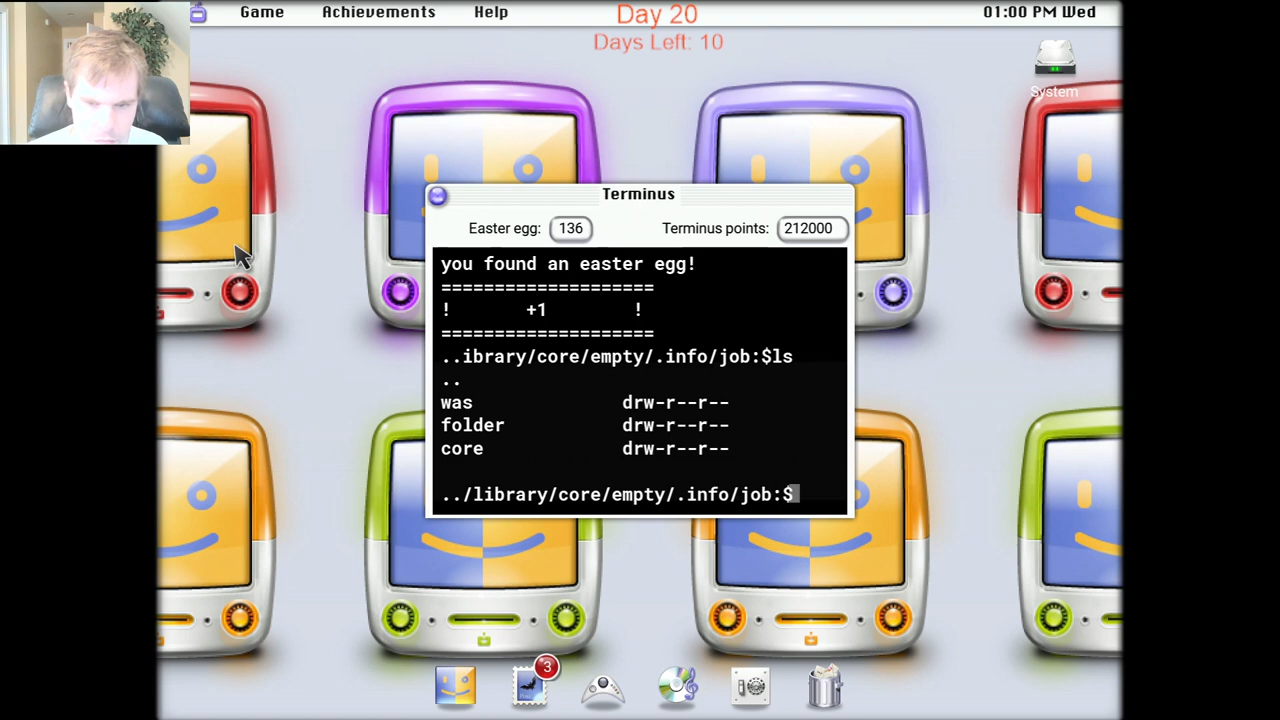 Game Achievements Help
Day 20
Days Left: 10
01:00 PM Wed
System
Terminus
Easter egg: 136
Terminus points: 212000
you found an easter egg!
====================
! +1 !
====================
..ibrary/core/empty/.info/job:$ls
..
was drw-r--r--
folder drw-r--r--
core drw-r--r--
../library/core/empty/.info/job:$
3